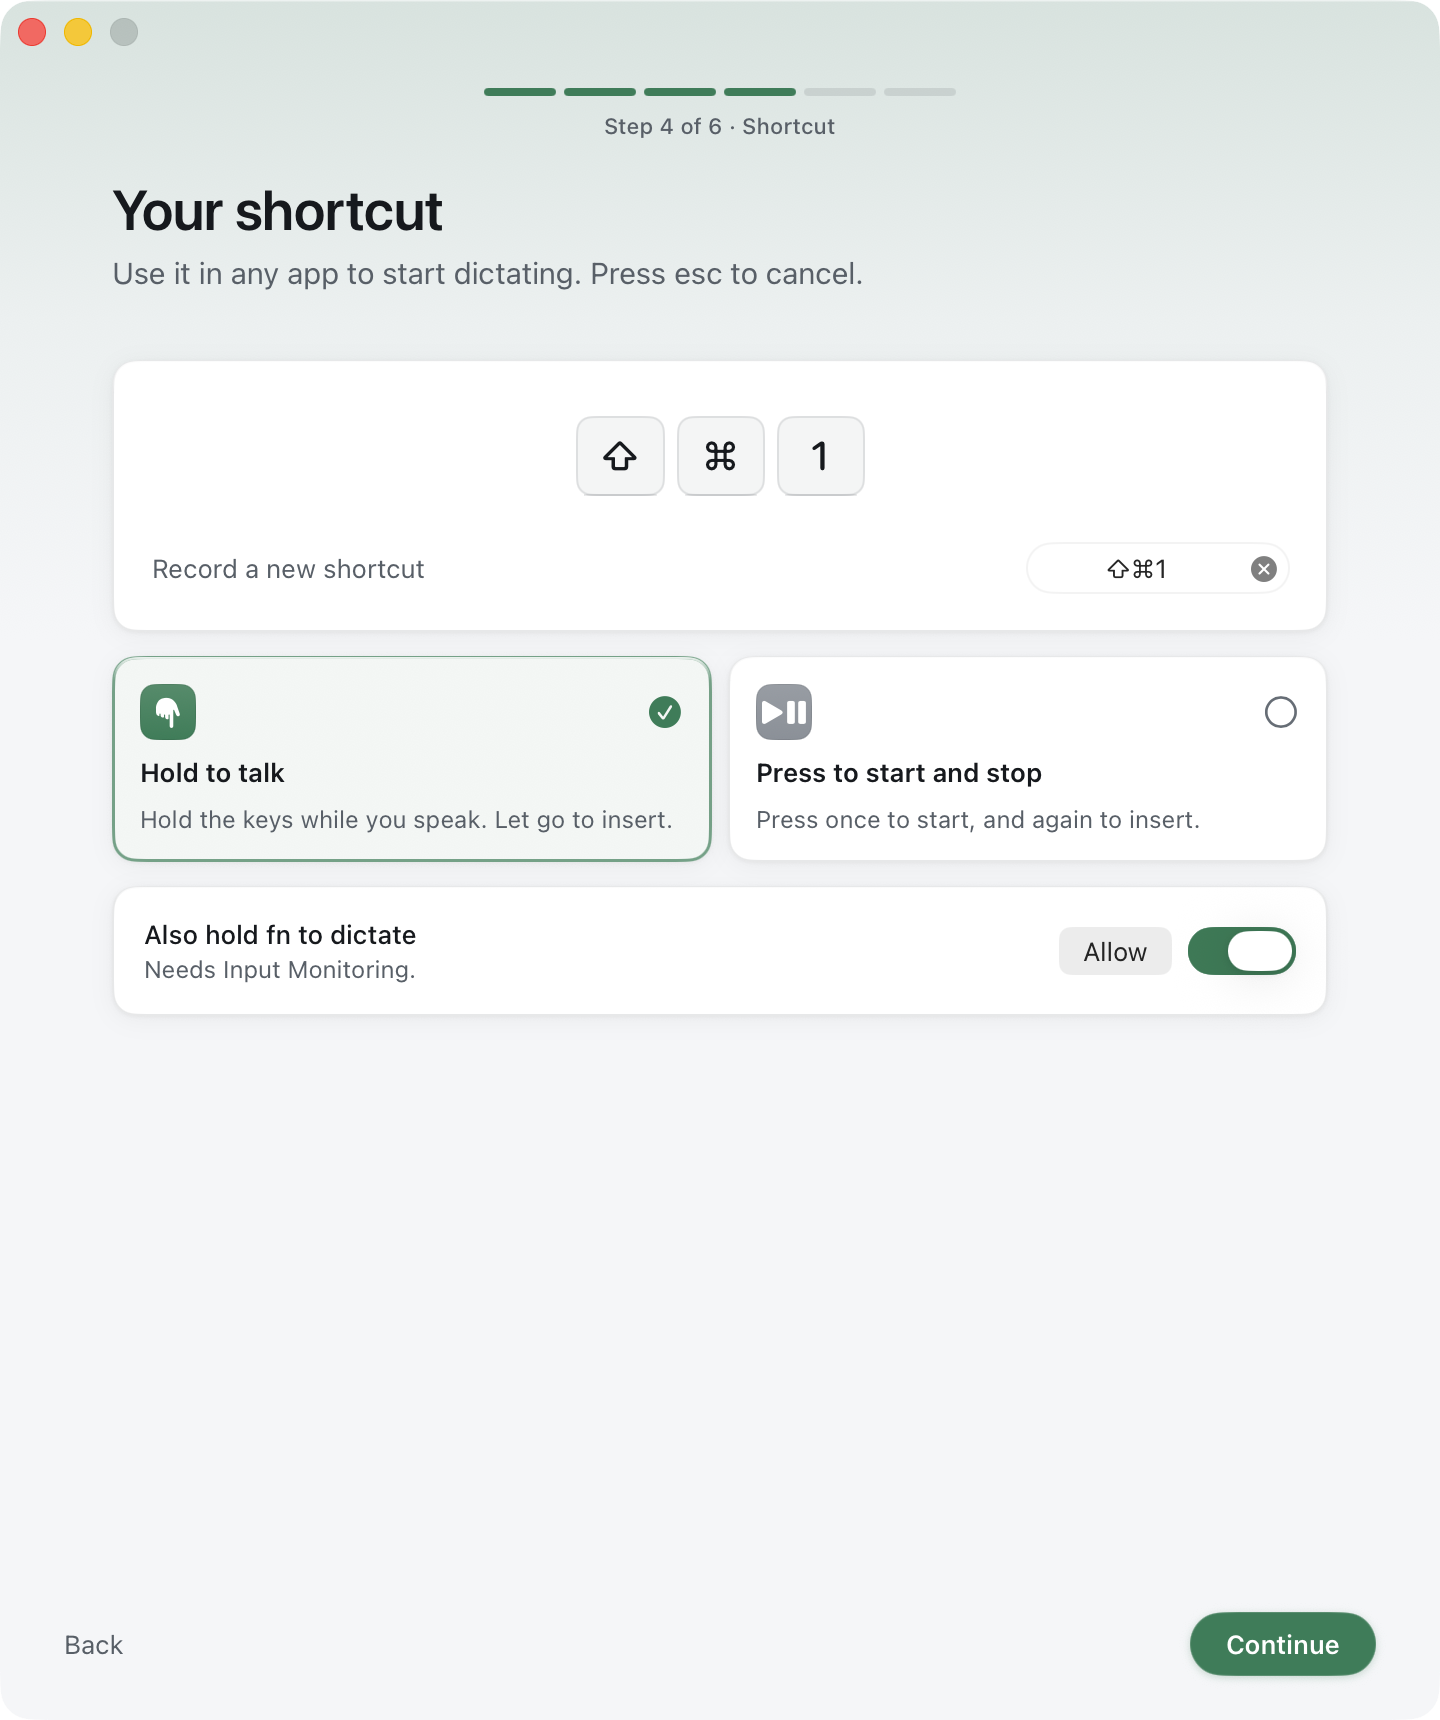 Step 4 of 6 · Shortcut
Your shortcut
Use it in any app to start dictating. Press esc to cancel.
⇧ ⌘ 1
Record a new shortcut
⇧⌘1
Hold to talk
Hold the keys while you speak. Let go to insert.
Press to start and stop
Press once to start, and again to insert.
Also hold fn to dictate
Needs Input Monitoring.
Allow
Back
Continue